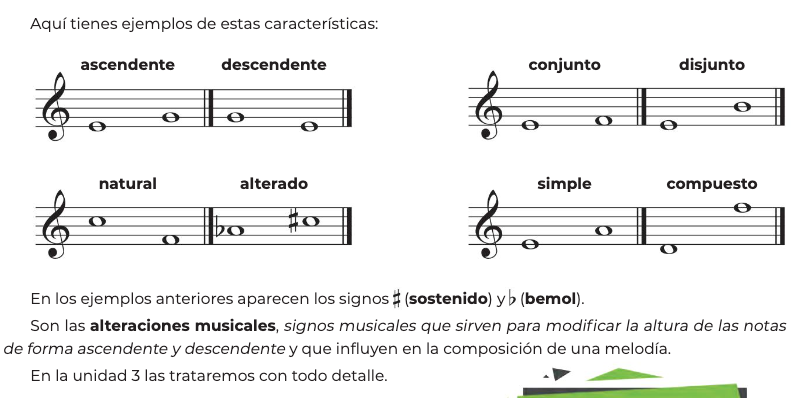 Aquí tienes ejemplos de estas características:
ascendente descendente conjunto disjunto
natural alterado simple compuesto
En los ejemplos anteriores aparecen los signos ♯ (sostenido) y ♭ (bemol).
Son las alteraciones musicales, signos musicales que sirven para modificar la altura de las notas
de forma ascendente y descendente y que influyen en la composición de una melodía.
En la unidad 3 las trataremos con todo detalle.